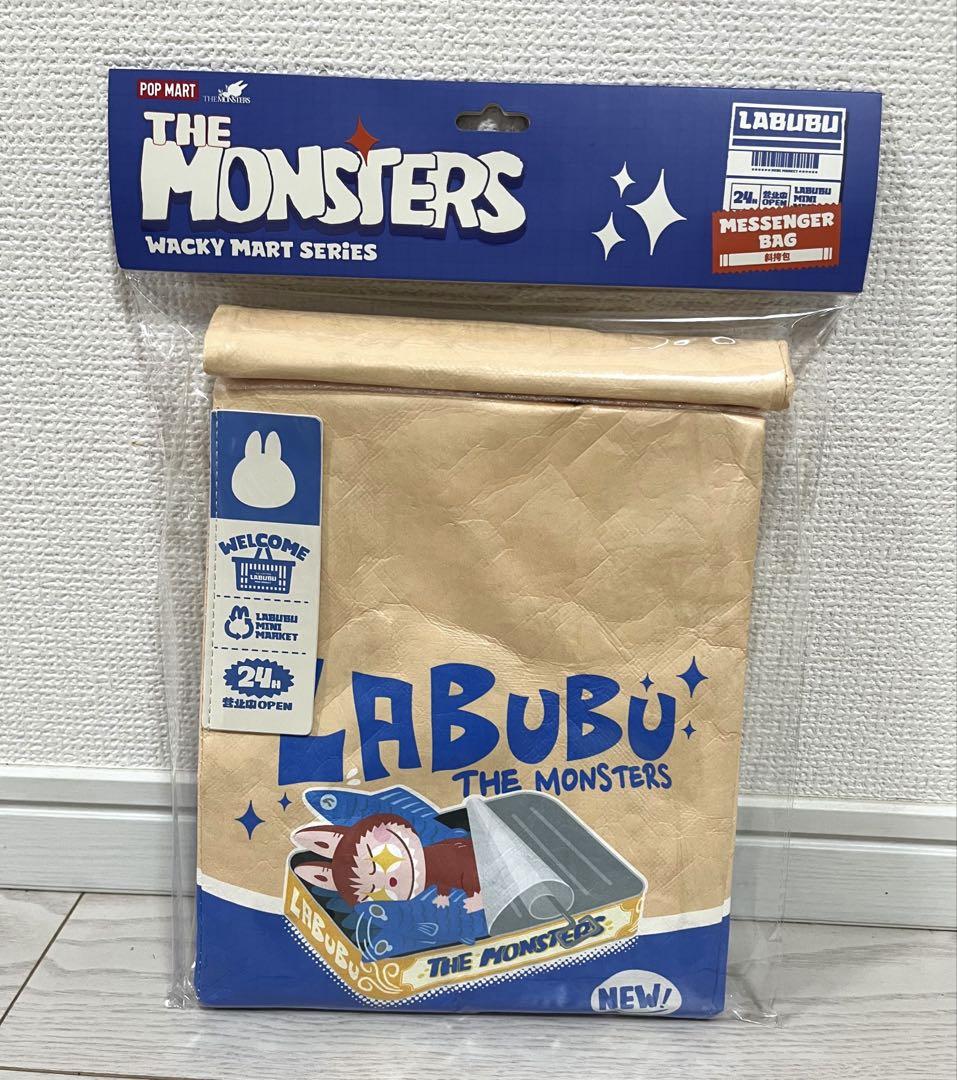 POP MART
THE MONSTERS
THE
MONSTERS
WACKY MART SERIES
LABUBU
24H
营业中
OPEN
LABUBU
MINI
MESSENGER
BAG
斜挎包
WELCOME
LABUBU
LABUBU
MINI
MARKET
24H
营业中OPEN
LABUBU
THE MONSTERS
LABUBU
THE MONSTERS
NEW!